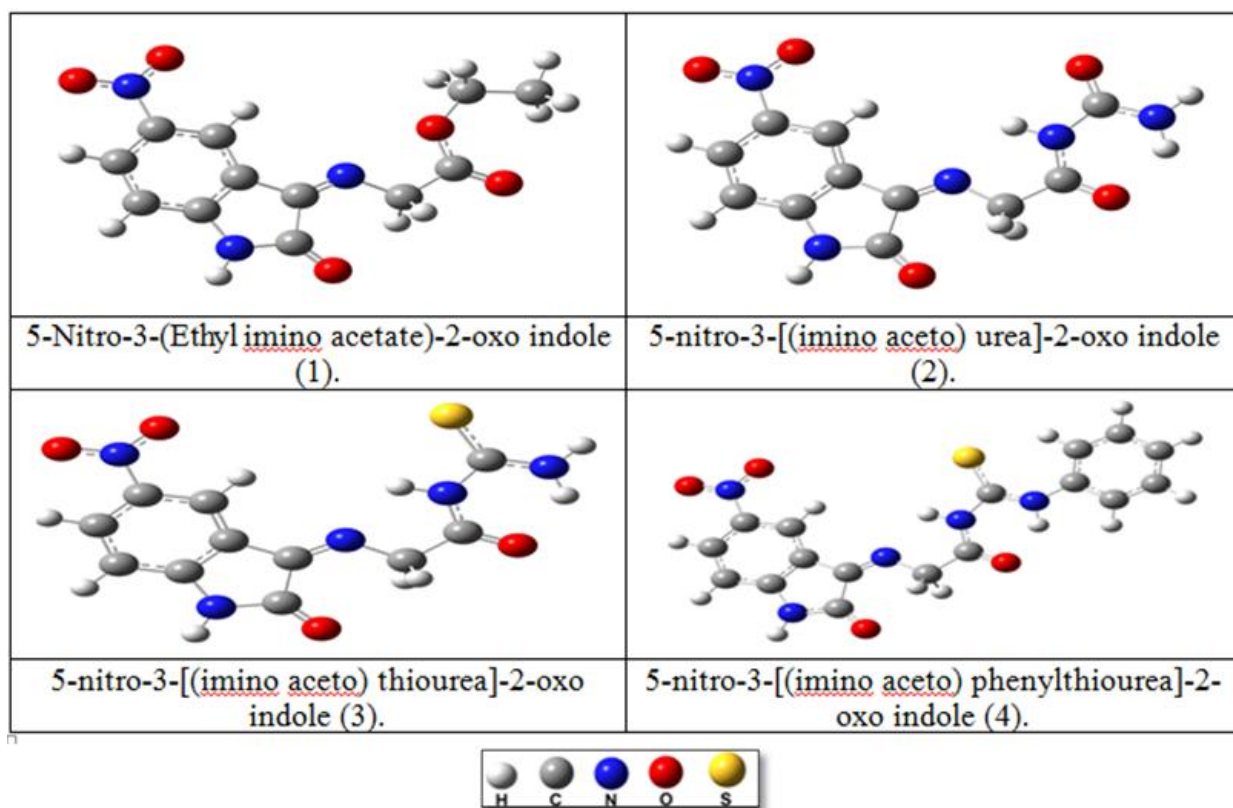 5-Nitro-3-(Ethyl imino acetate)-2-oxo indole
(1).
5-nitro-3-[(imino aceto) urea]-2-oxo indole
(2).
5-nitro-3-[(imino aceto) thiourea]-2-oxo
indole (3).
5-nitro-3-[(imino aceto) phenylthiourea]-2-
oxo indole (4).
H C N O S